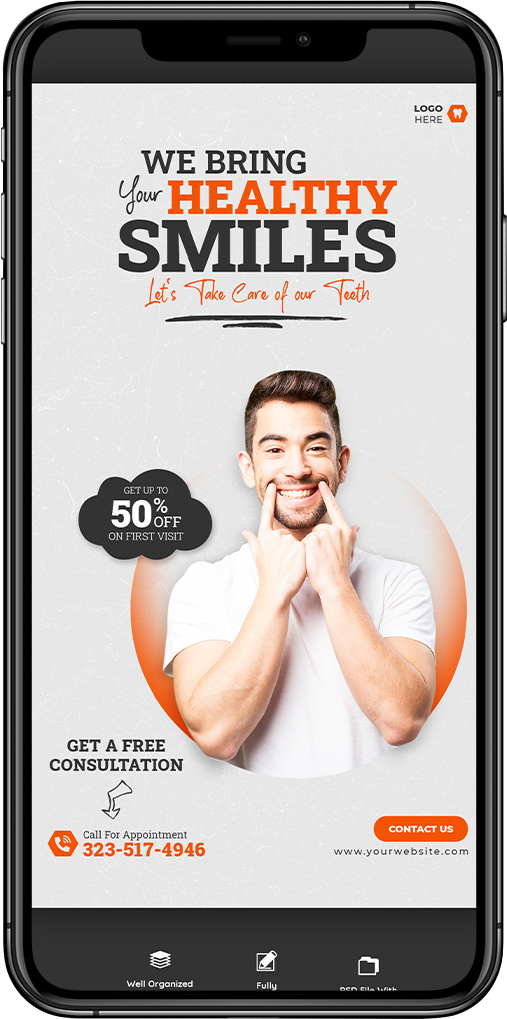 LOGO
HERE
WE BRING
Your HEALTHY
SMILES
Let's Take Care of our Teeth
GET UP TO
50% OFF
ON FIRST VISIT
GET A FREE
CONSULTATION
Call For Appointment
323-517-4946
CONTACT US
www.yourwebsite.com
Well Organized
Fully
PSD File With